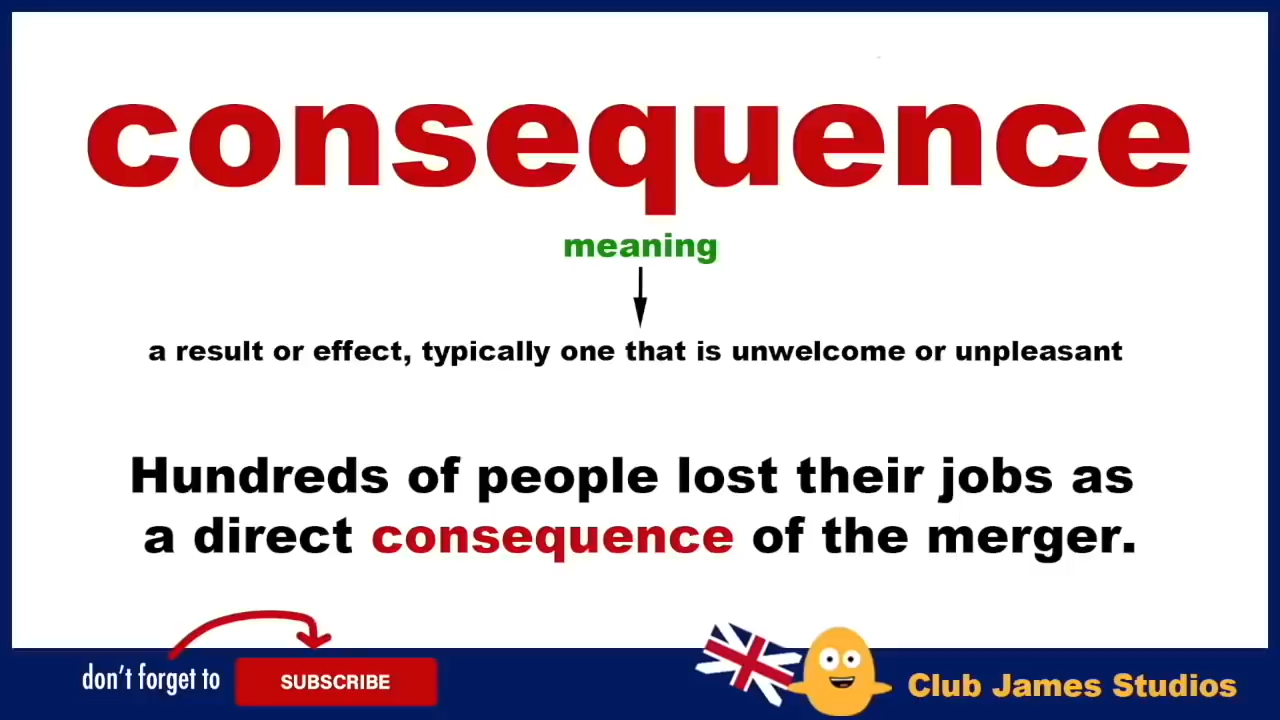 consequence
meaning
a result or effect, typically one that is unwelcome or unpleasant
Hundreds of people lost their jobs as
a direct consequence of the merger.
don't forget to
SUBSCRIBE
Club James Studios